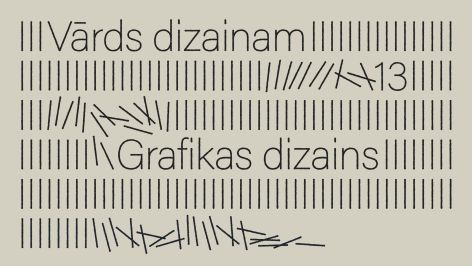 Vārds dizainam
13
Grafikas dizains